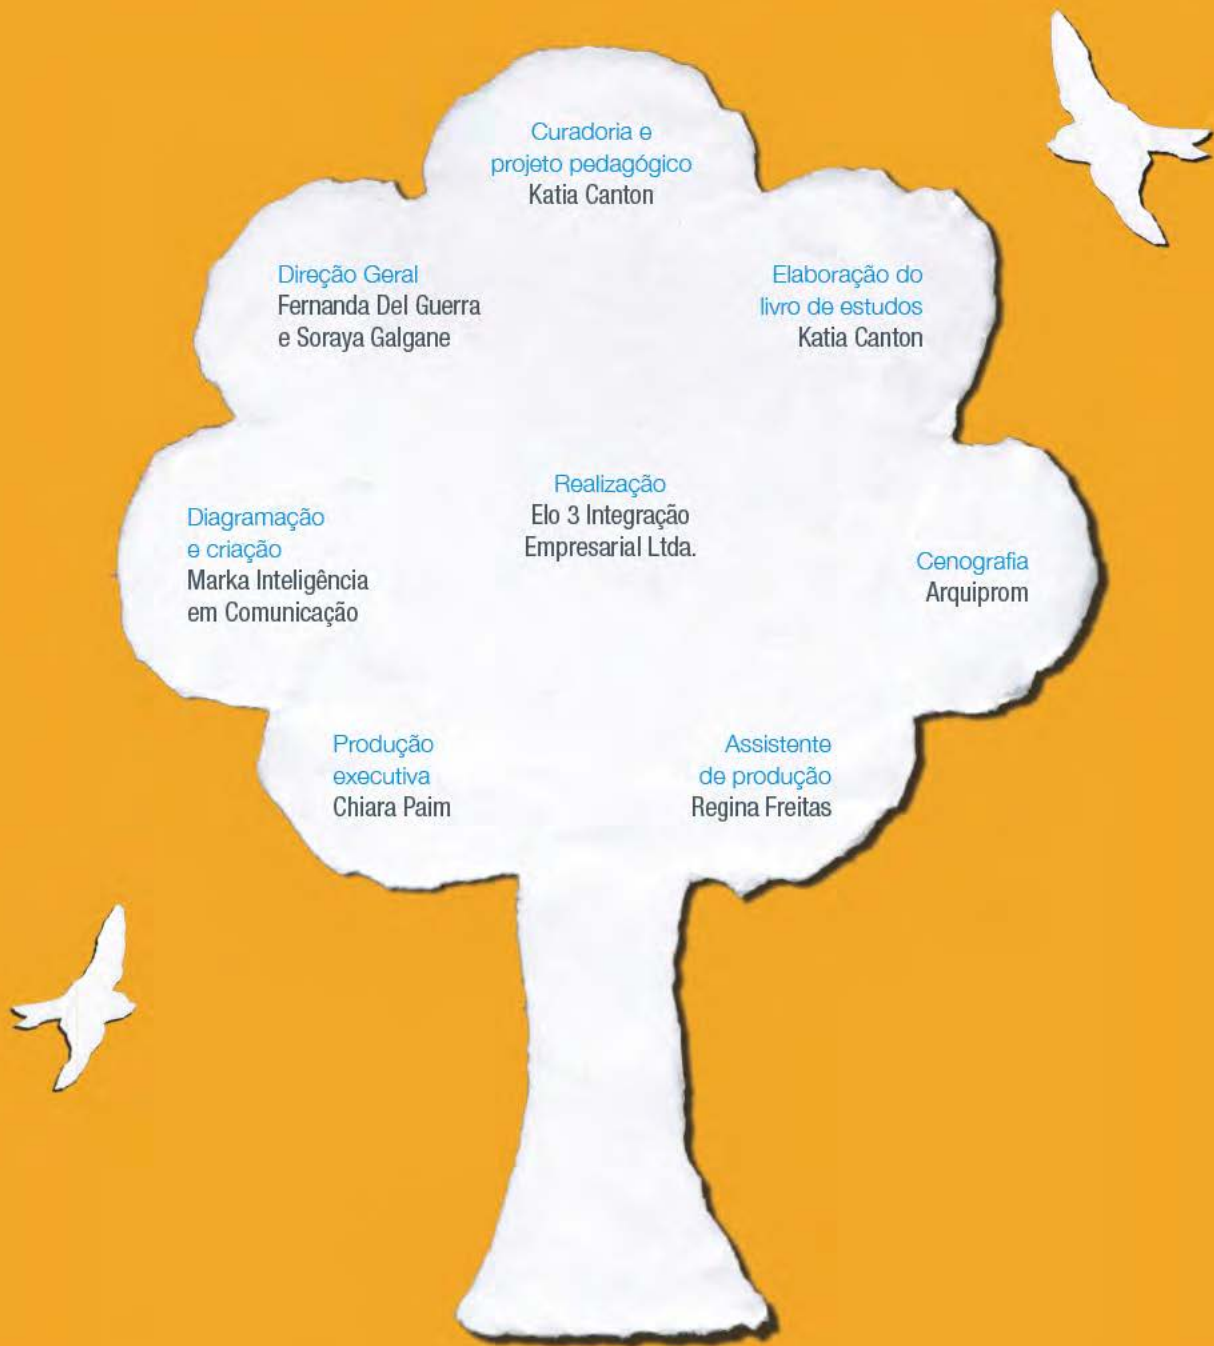 Curadoria e
projeto pedagógico
Katia Canton
Direção Geral
Fernanda Del Guerra
e Soraya Galgane
Elaboração do
livro de estudos
Katia Canton
Realização
Elo 3 Integração
Empresarial Ltda.
Diagramação
e criação
Marka Inteligência
em Comunicação
Cenografia
Arquiprom
Produção
executiva
Chiara Paim
Assistente
de produção
Regina Freitas